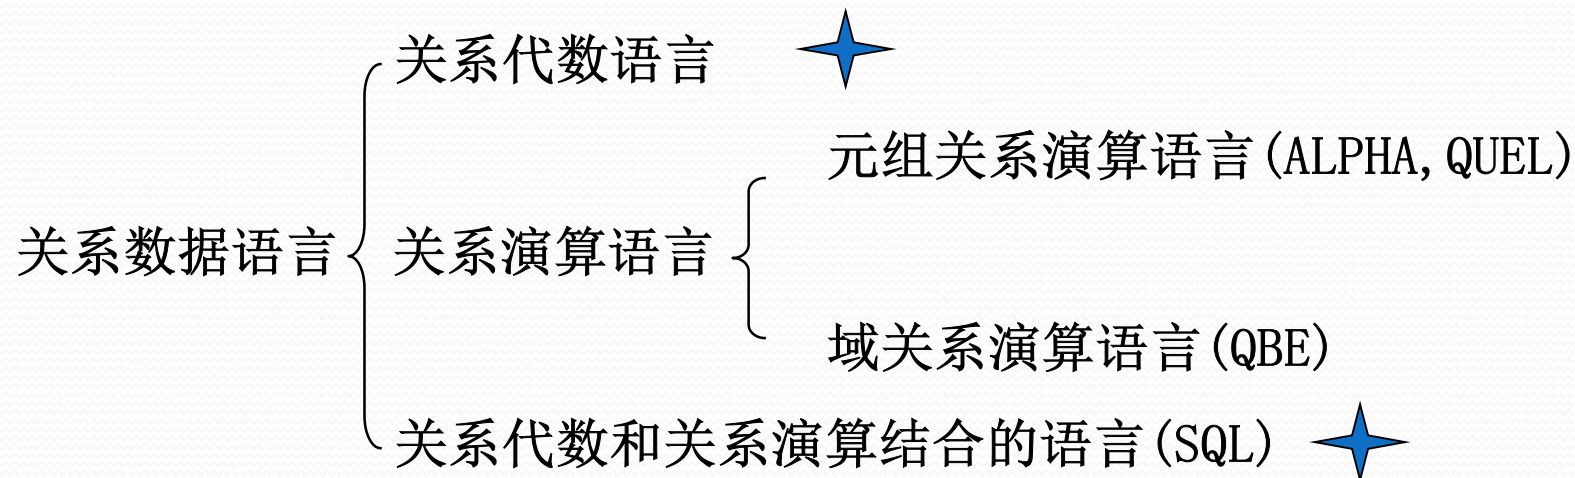 关系代数语言
元组关系演算语言(ALPHA,QUEL)
关系数据语言
关系演算语言
域关系演算语言(QBE)
关系代数和关系演算结合的语言(SQL)